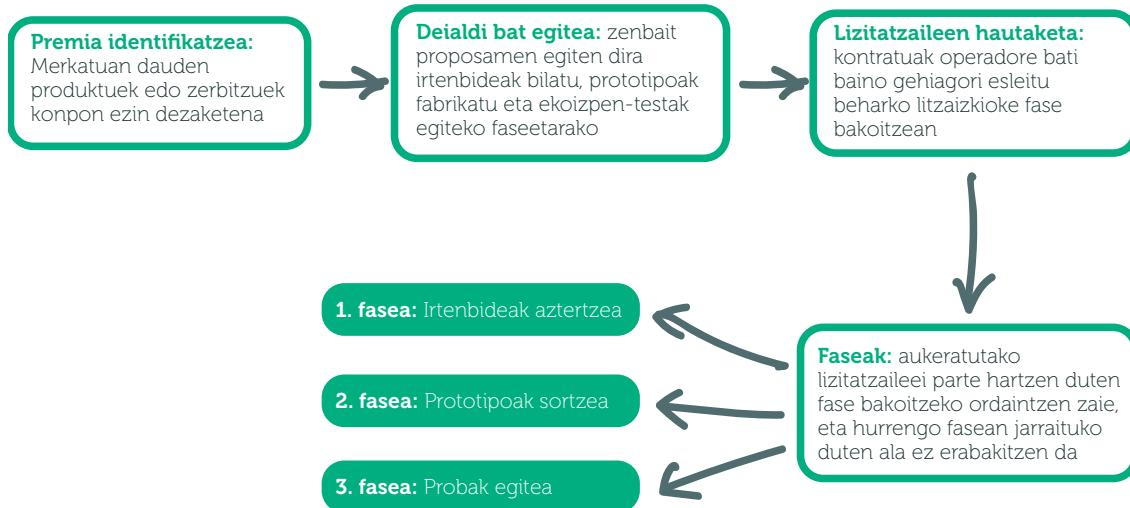 Premia identifikatzea:
Merkatuan dauden
produktuek edo zerbitzuek
konpon ezin dezaketena
Deialdi bat egitea: zenbait
proposamen egiten dira
irtenbideak bilatu, prototipoak
fabrikatu eta ekoizpen-testak
egiteko faseetarako
Lizitatzaileen hautaketa:
kontratuak operadore bati
baino gehiagori esleitu
beharko litzaizkioke fase
bakoitzean
Faseak: aukeratutako
lizitatzaileei parte hartzen duten
fase bakoitzeko ordaintzen zaie,
eta hurrengo fasean jarraituko
duten ala ez erabakitzen da
1. fasea: Irtenbideak aztertzea
2. fasea: Prototipoak sortzea
3. fasea: Probak egitea